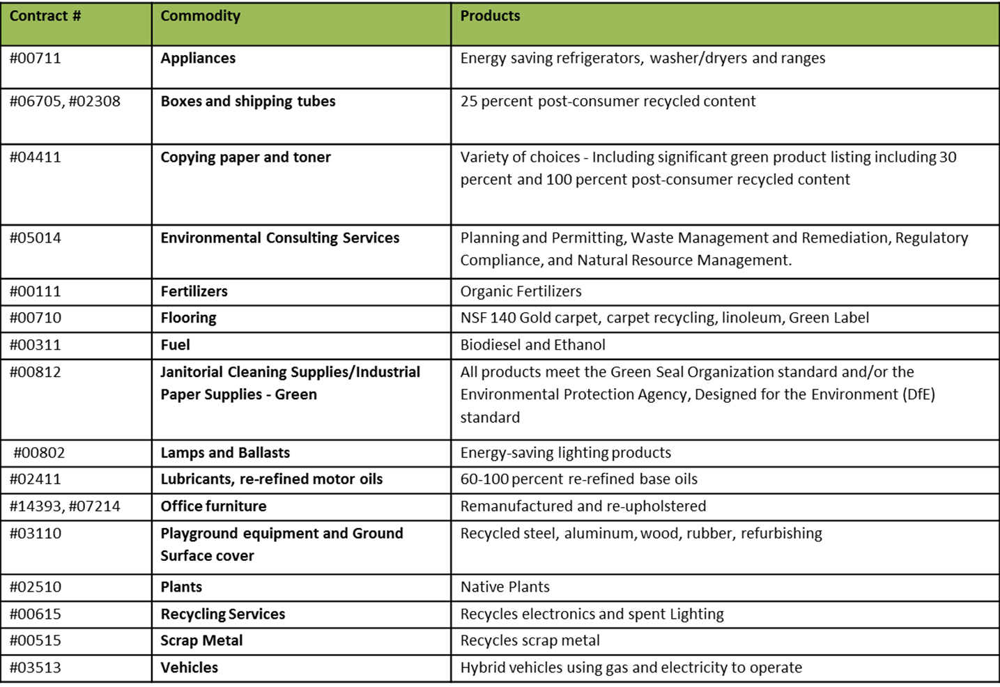 Contract # Commodity Products
#00711 Appliances Energy saving refrigerators, washer/dryers and ranges
#06705, #02308 Boxes and shipping tubes 25 percent post-consumer recycled content
#04411 Copying paper and toner Variety of choices - Including significant green product listing including 30
percent and 100 percent post-consumer recycled content
#05014 Environmental Consulting Services Planning and Permitting, Waste Management and Remediation, Regulatory
Compliance, and Natural Resource Management.
#00111 Fertilizers Organic Fertilizers
#00710 Flooring NSF 140 Gold carpet, carpet recycling, linoleum, Green Label
#00311 Fuel Biodiesel and Ethanol
#00812 Janitorial Cleaning Supplies/Industrial All products meet the Green Seal Organization standard and/or the
Paper Supplies - Green Environmental Protection Agency, Designed for the Environment (DfE)
standard
#00802 Lamps and Ballasts Energy-saving lighting products
#02411 Lubricants, re-refined motor oils 60-100 percent re-refined base oils
#14393, #07214 Office furniture Remanufactured and re-upholstered
#03110 Playground equipment and Ground Recycled steel, aluminum, wood, rubber, refurbishing
Surface cover
#02510 Plants Native Plants
#00615 Recycling Services Recycles electronics and spent Lighting
#00515 Scrap Metal Recycles scrap metal
#03513 Vehicles Hybrid vehicles using gas and electricity to operate